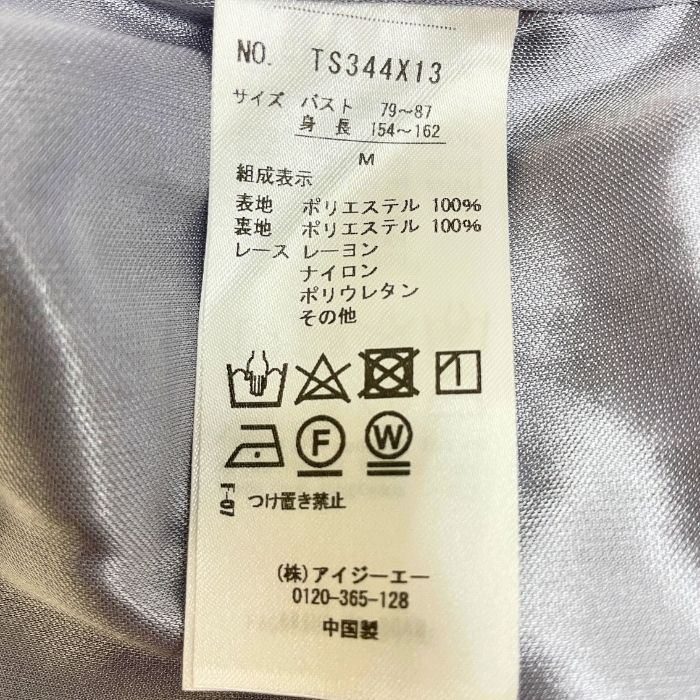 NO. TS344X13
サイズ バスト 79～87
身長 154～162
M
組成表示
表地 ポリエステル 100%
裏地 ポリエステル 100%
レース レーヨン
ナイロン
ポリウレタン
その他
F W
F-07 つけ置き禁止
(株)アイジーエー
0120-365-128
中国製